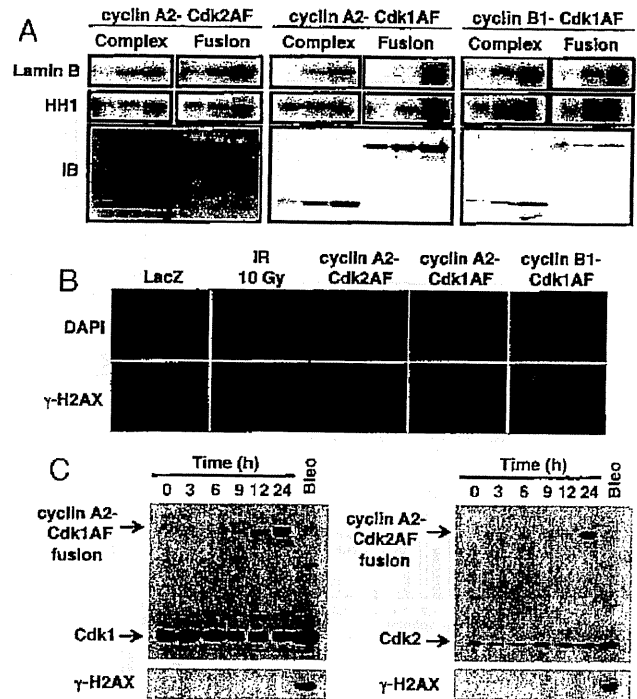 A
cyclin A2- Cdk2AF cyclin A2- Cdk1AF cyclin B1- Cdk1AF
Complex Fusion Complex Fusion Complex Fusion
Lamin B
HH1
IB
B
LacZ IR 10 Gy cyclin A2- Cdk2AF cyclin A2- Cdk1AF cyclin B1- Cdk1AF
DAPI
γ-H2AX
C
Time (h)
0 3 6 9 12 24 Bleo
cyclin A2-
Cdk1AF
fusion
Cdk1
γ-H2AX
Time (h)
0 3 6 9 12 24 Bleo
cyclin A2-
Cdk2AF
fusion
Cdk2
γ-H2AX